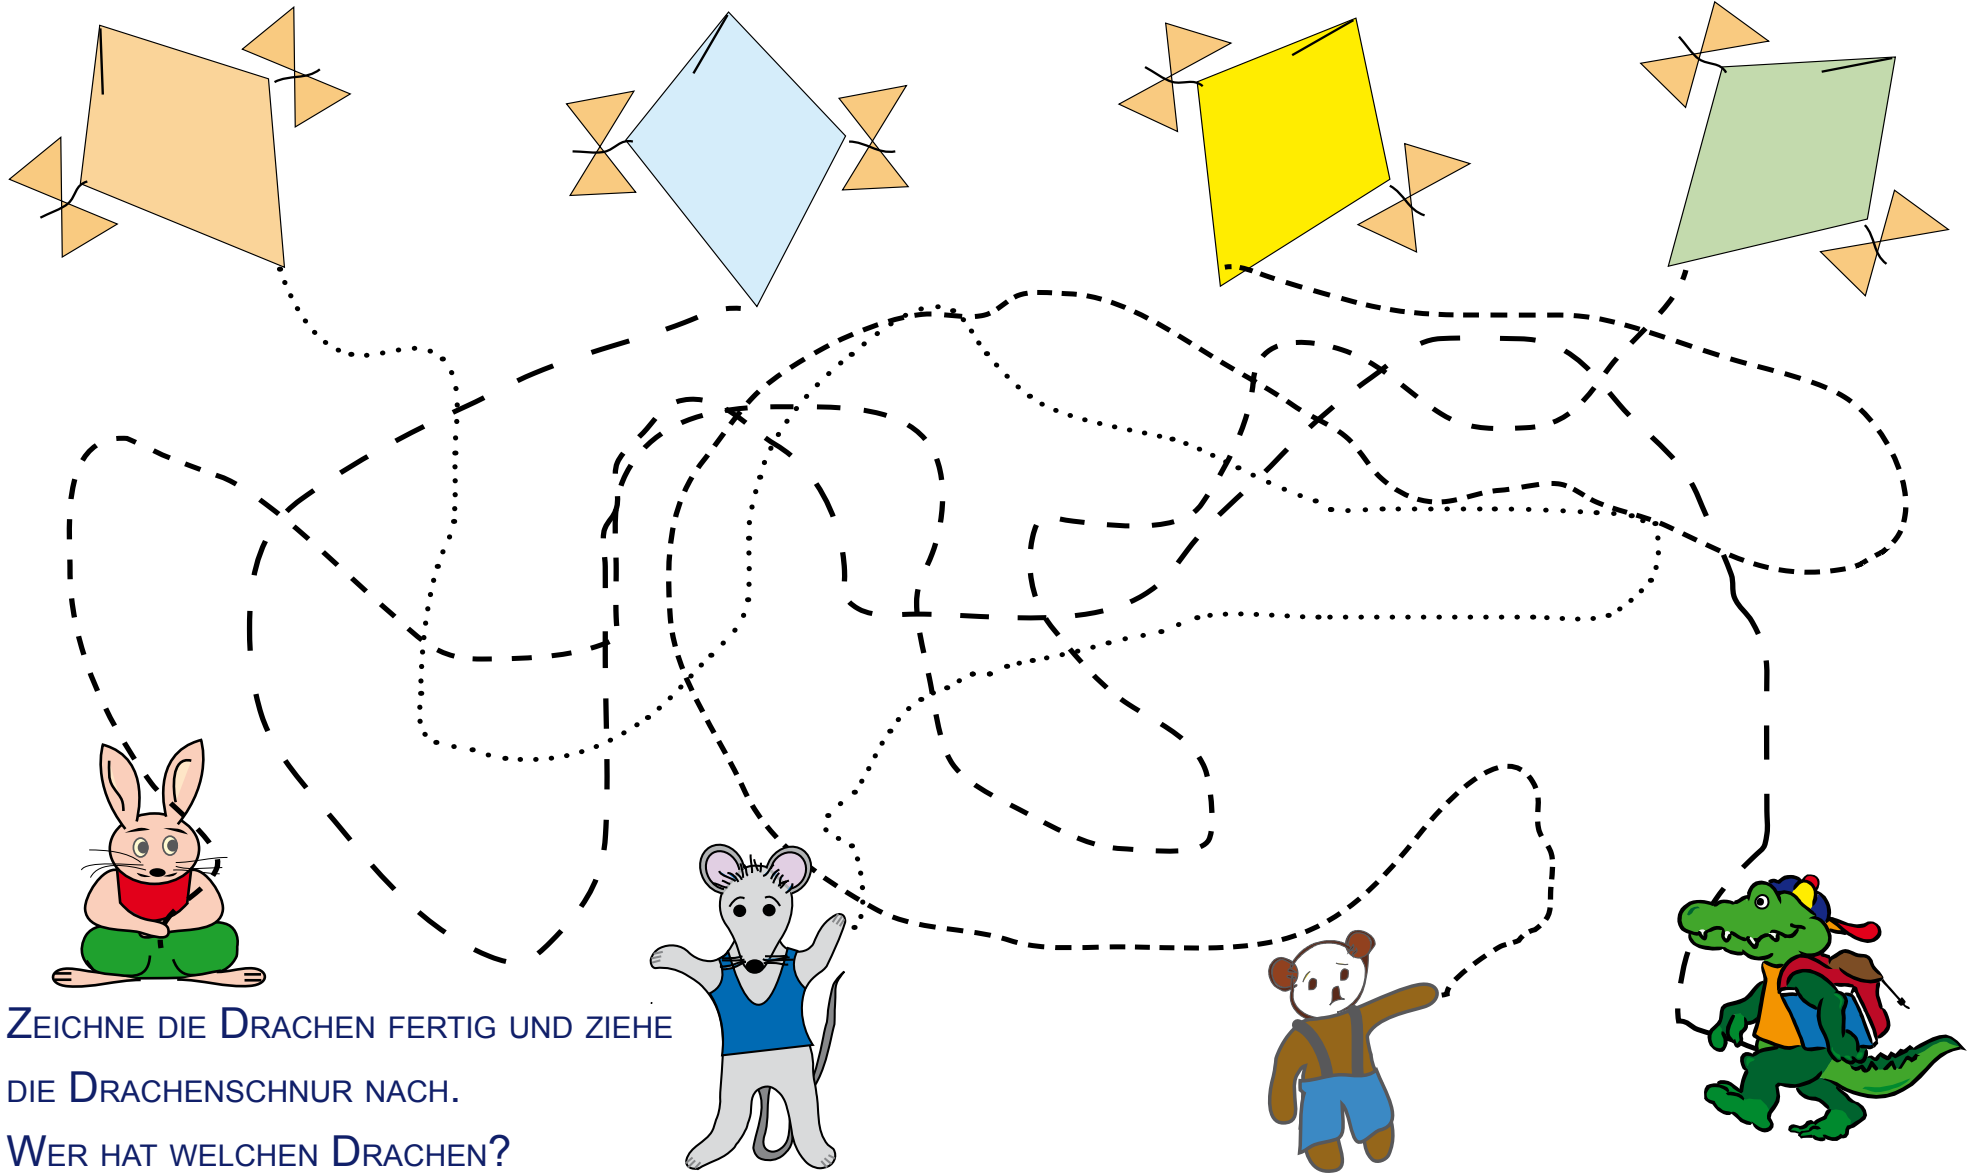 Zeichne die Drachen fertig und ziehe
die Drachenschnur nach.
Wer hat welchen Drachen?